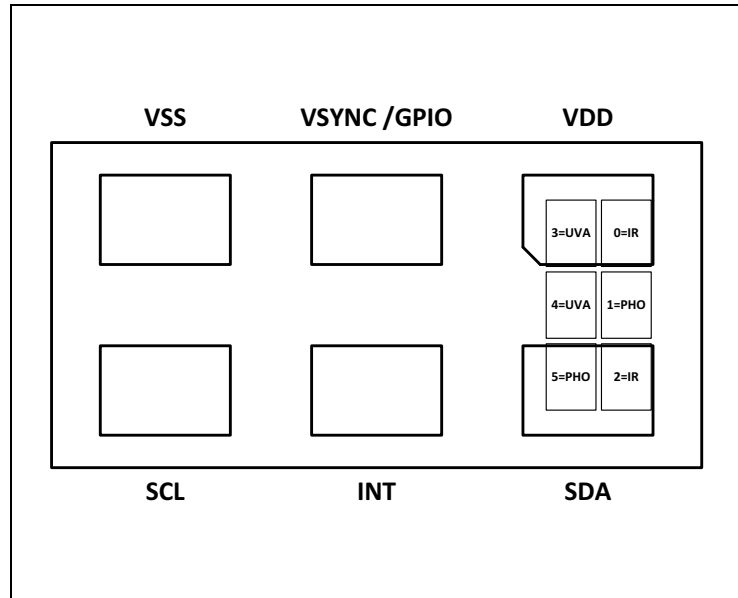 VSS VSYNC /GPIO VDD
3=UVA 0=IR
4=UVA 1=PHO
5=PHO 2=IR
SCL INT SDA